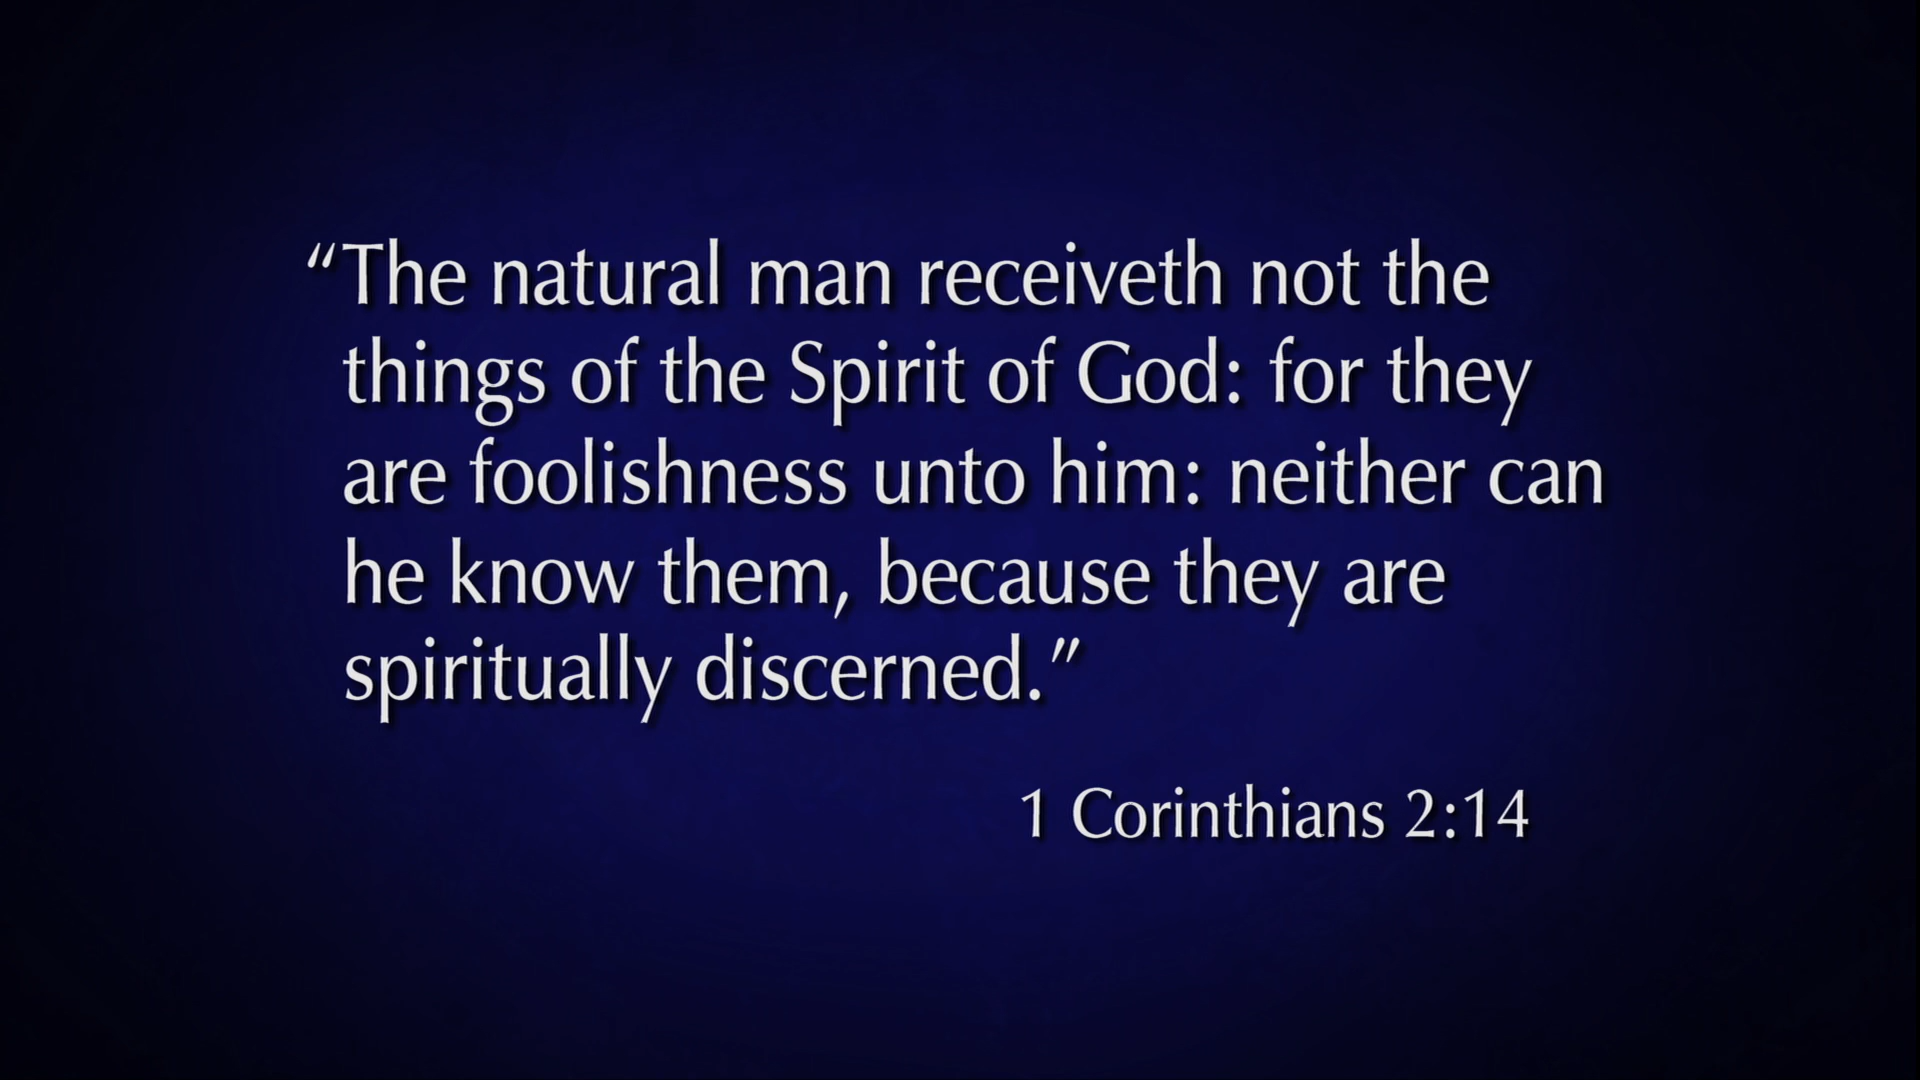 “The natural man receiveth not the
things of the Spirit of God: for they
are foolishness unto him: neither can
he know them, because they are
spiritually discerned.”
1 Corinthians 2:14